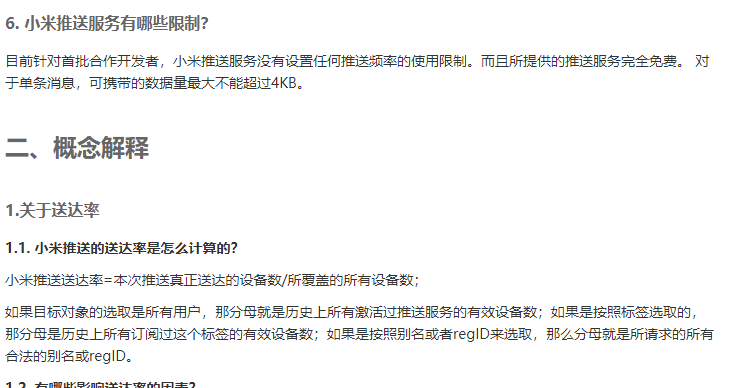 6. 小米推送服务有哪些限制?
目前针对首批合作开发者，小米推送服务没有设置任何推送频率的使用限制。而且所提供的推送服务完全免费。 对
于单条消息，可携带的数据量最大不能超过4KB。
二、概念解释
1.关于送达率
1.1. 小米推送的送达率是怎么计算的?
小米推送送达率=本次推送真正送达的设备数/所覆盖的所有设备数；
如果目标对象的选取是所有用户，那分母就是历史上所有激活过推送服务的有效设备数；如果是按照标签选取的，
那分母是历史上所有订阅过这个标签的有效设备数；如果是按照别名或者regID来选取，那么分母就是所请求的所有
合法的别名或regID。
1.2. 有哪些影响送达率的因素?